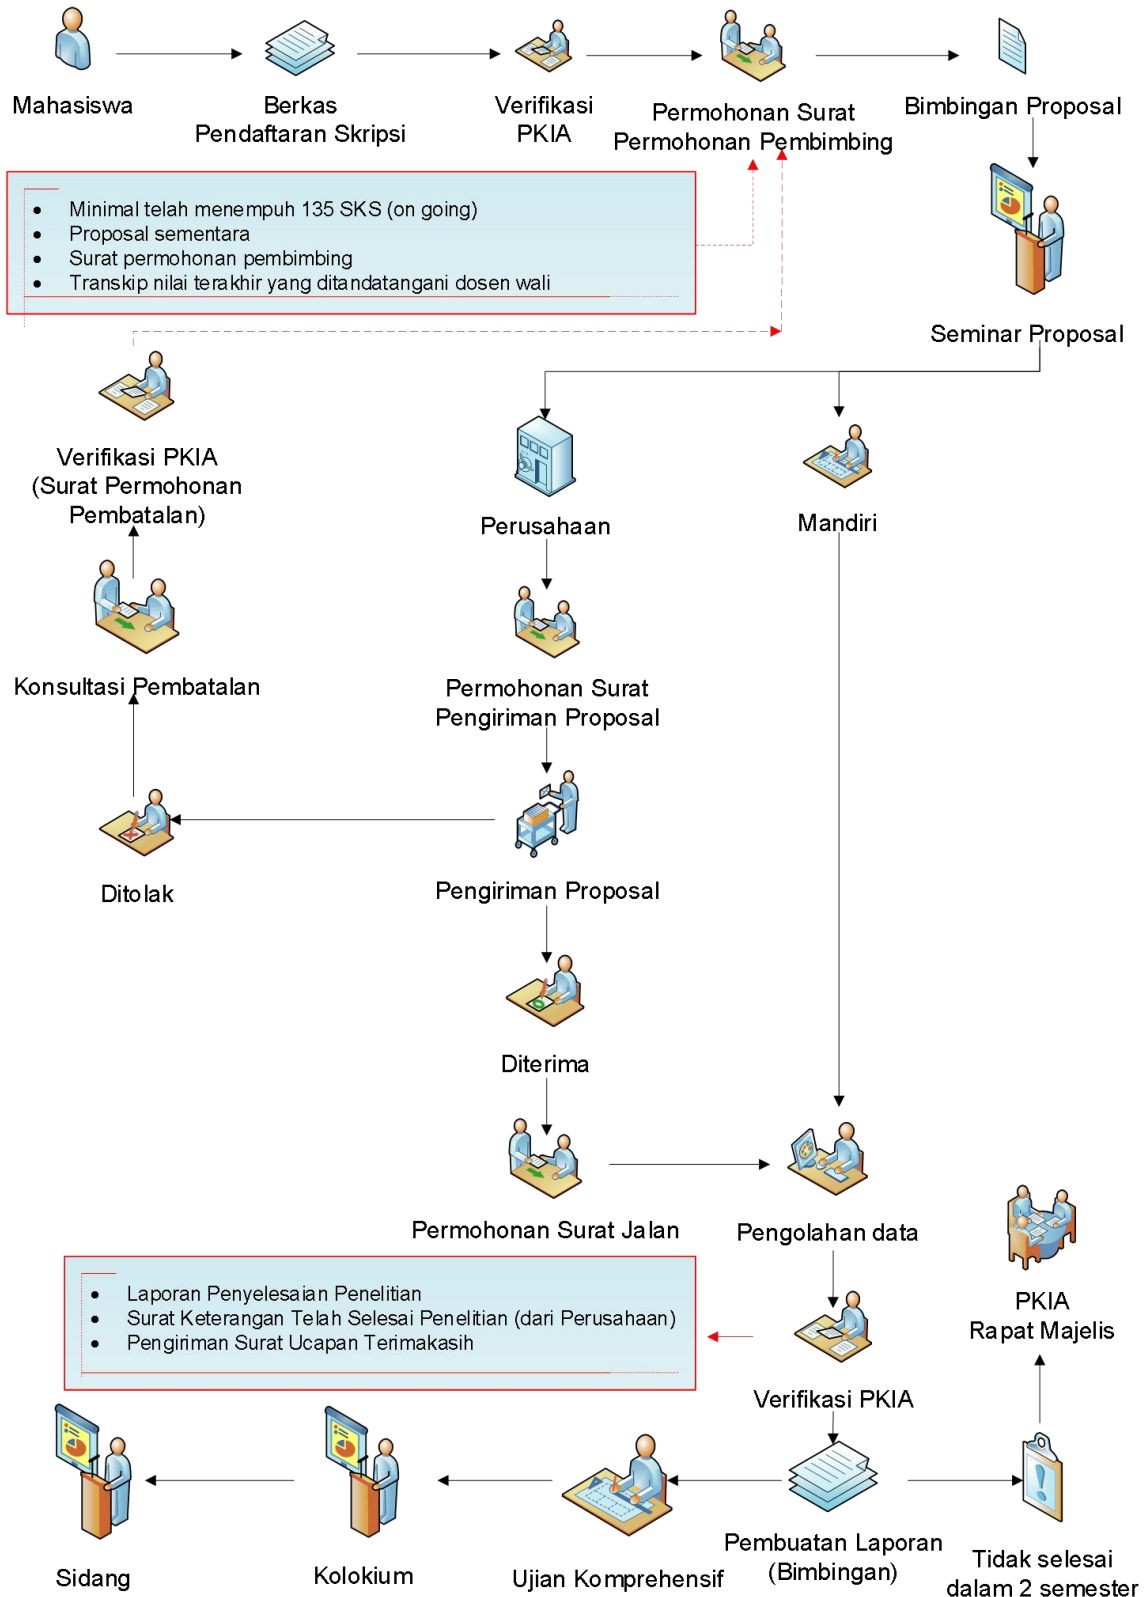 Mahasiswa
Berkas
Pendaftaran Skripsi
Verifikasi
PKIA
Permohonan Surat
Permohonan Pembimbing
Bimbingan Proposal
• Minimal telah menempuh 135 SKS (on going)
• Proposal sementara
• Surat permohonan pembimbing
• Transkip nilai terakhir yang ditandatangani dosen wali
Seminar Proposal
Verifikasi PKIA
(Surat Permohonan
Pembatalan)
Perusahaan
Mandiri
Konsultasi Pembatalan
Permohonan Surat
Pengiriman Proposal
Ditolak
Pengiriman Proposal
Diterima
Permohonan Surat Jalan
Pengolahan data
• Laporan Penyelesaian Penelitian
• Surat Keterangan Telah Selesai Penelitian (dari Perusahaan)
• Pengiriman Surat Ucapan Terimakasih
PKIA
Rapat Majelis
Verifikasi PKIA
Sidang
Kolokium
Ujian Komprehensif
Pembuatan Laporan
(Bimbingan)
Tidak selesai
dalam 2 semester